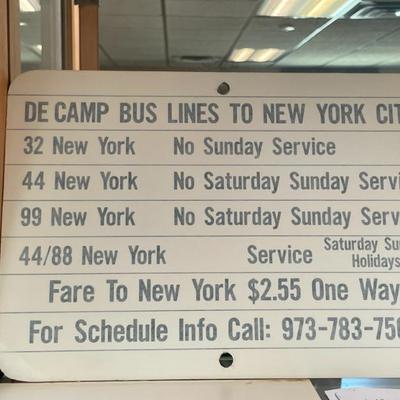 DE CAMP BUS LINES TO NEW YORK CIT
32 New York No Sunday Service
44 New York No Saturday Sunday Servi
99 New York No Saturday Sunday Serv
44/88 New York Service Saturday Su
Holidays
Fare To New York $2.55 One Way
For Schedule Info Call: 973-783-750